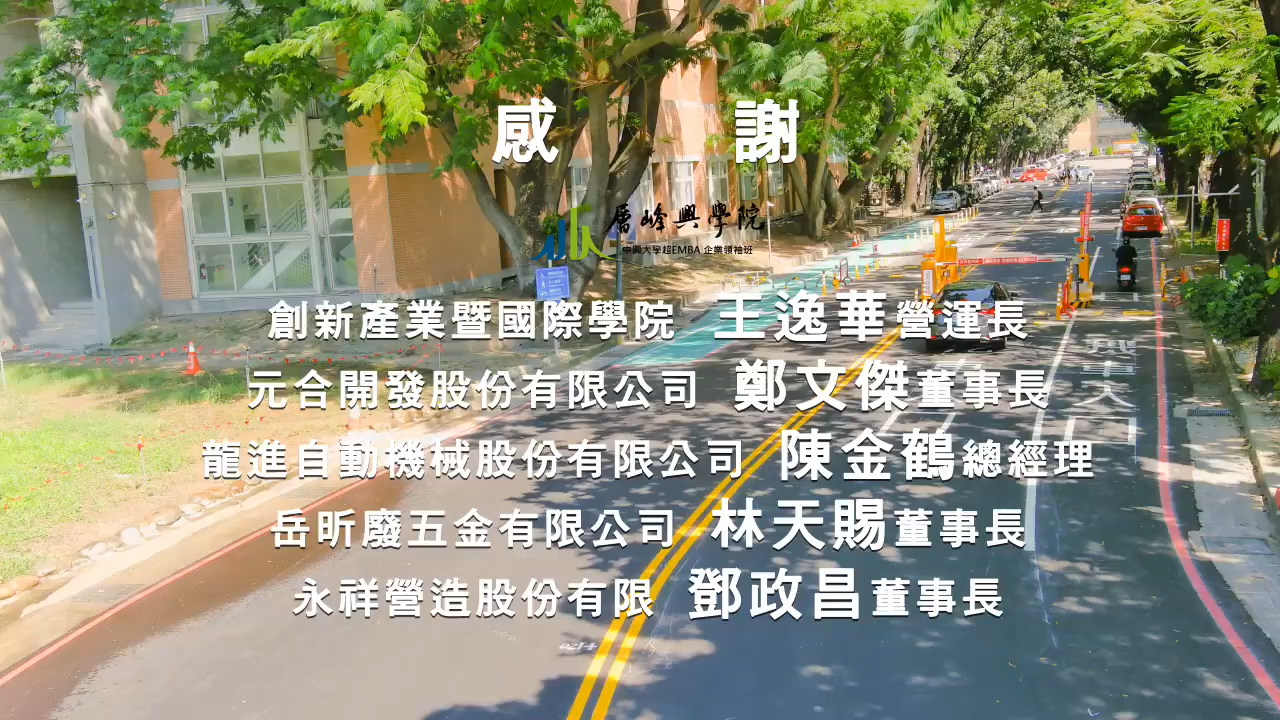 感 謝
層峰興學院
中興大學超EMBA 企業領袖班
創新產業暨國際學院 王逸華營運長
元合開發股份有限公司 鄭文傑董事長
龍進自動機械股份有限公司 陳金鶴總經理
岳昕廢五金有限公司 林天賜董事長
永祥營造股份有限 鄧政昌董事長